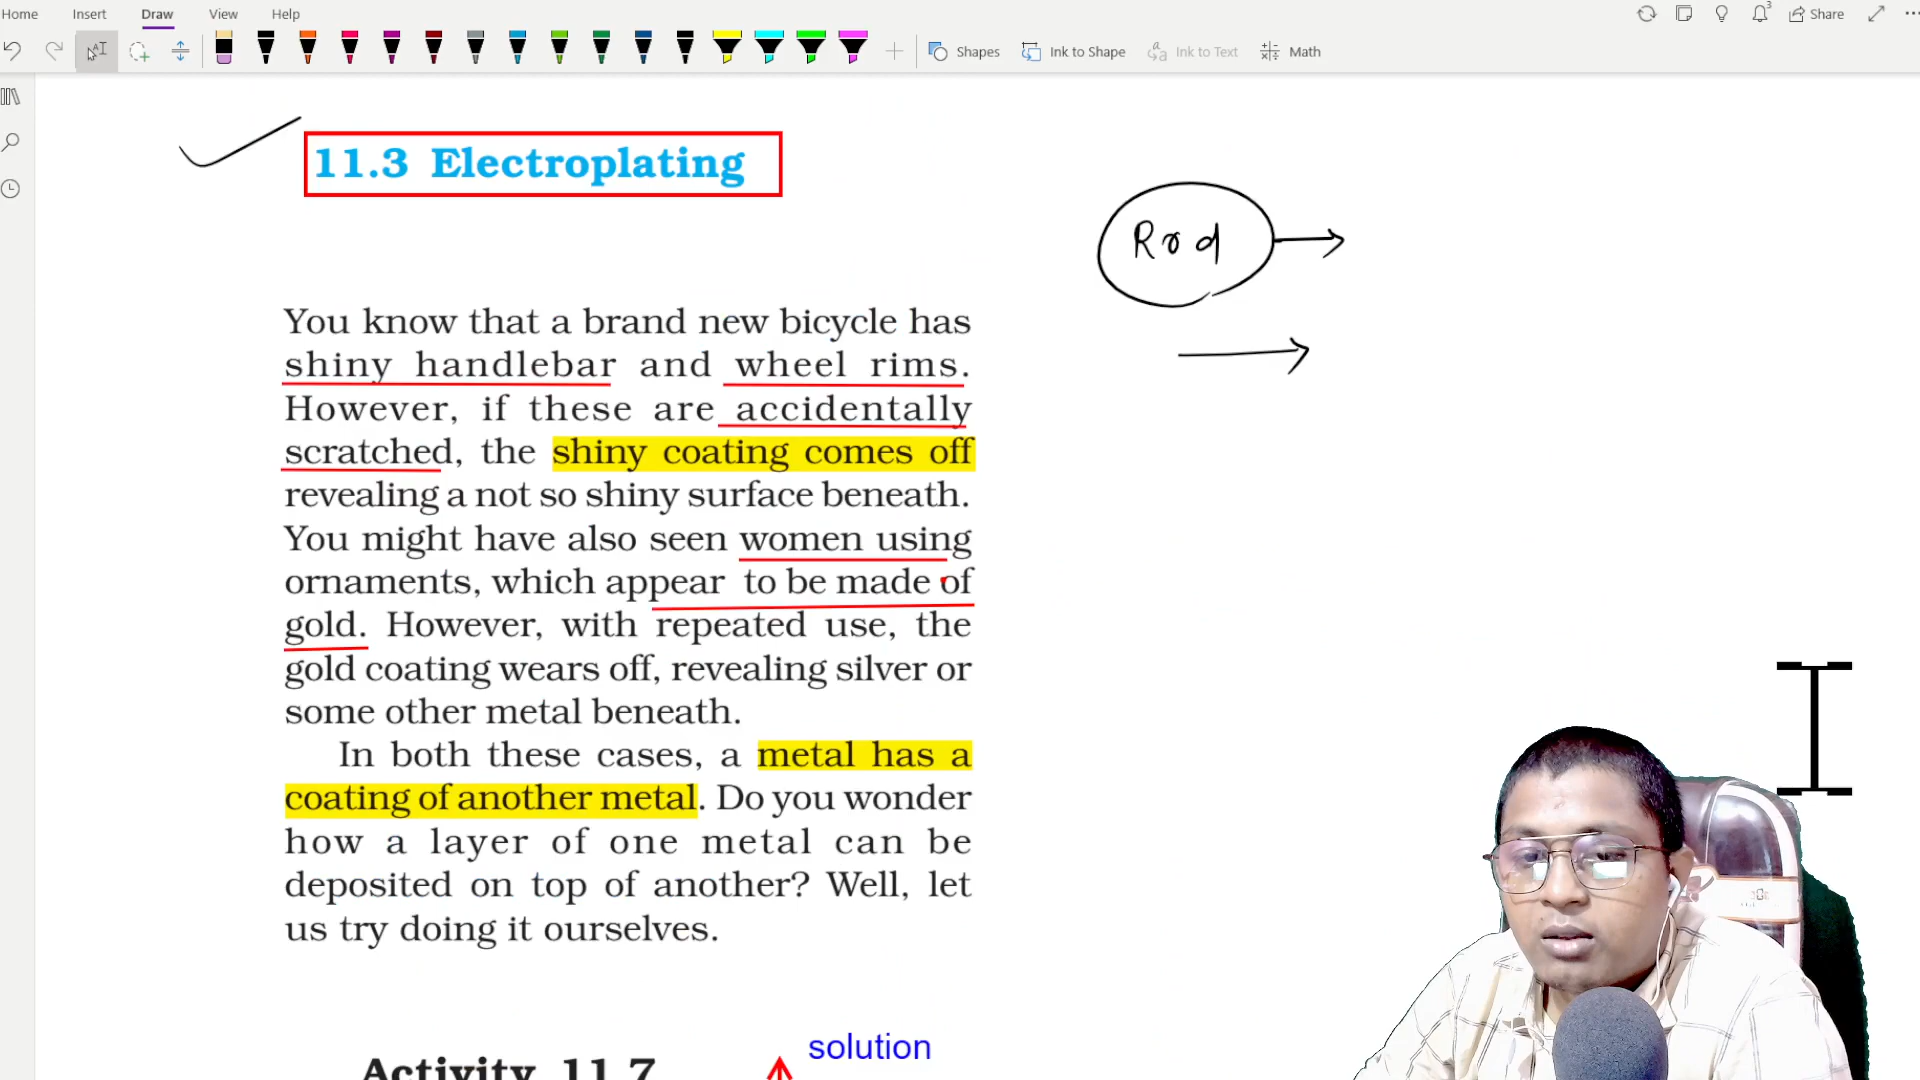 Home Insert Draw View Help
3
Share
Shapes Ink to Shape Ink to Text Math
11.3 Electroplating
Rod
You know that a brand new bicycle has
shiny handlebar and wheel rims.
However, if these are accidentally
scratched, the shiny coating comes off
revealing a not so shiny surface beneath.
You might have also seen women using
ornaments, which appear to be made of
gold. However, with repeated use, the
gold coating wears off, revealing silver or
some other metal beneath.
In both these cases, a metal has a
coating of another metal. Do you wonder
how a layer of one metal can be
deposited on top of another? Well, let
us try doing it ourselves.
solution
Activity 11.7